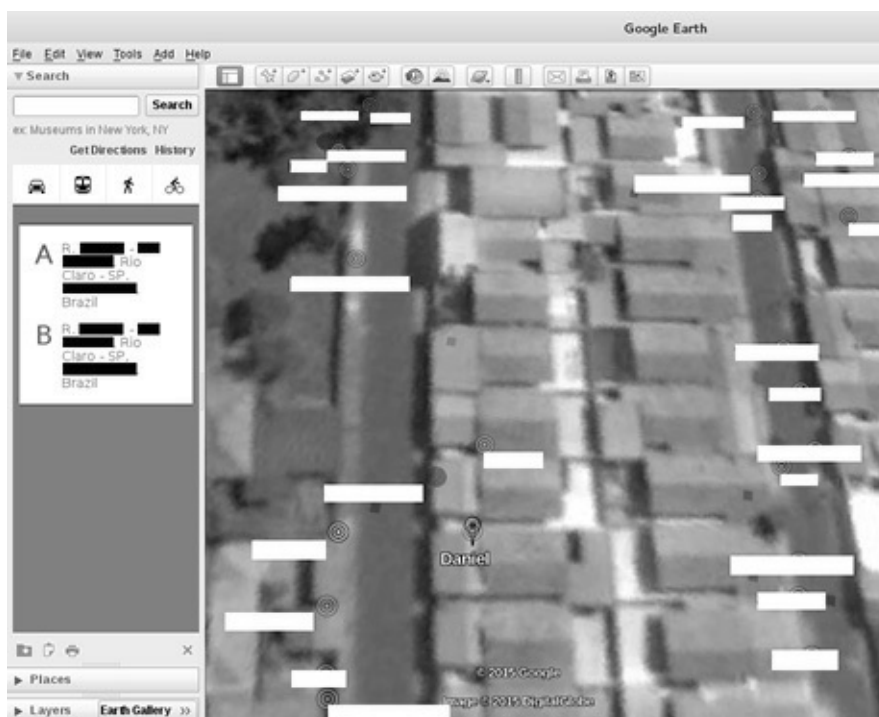 Google Earth
File Edit View Tools Add Help
Search
Search
ex: Museums in New York, NY
Get Directions History
A R. - Rio
Claro - SP,
Brazil
B R. - Rio
Claro - SP,
Brazil
Daniel
© 2015 Google
Image © 2015 DigitalGlobe
Places
Layers Earth Gallery >>